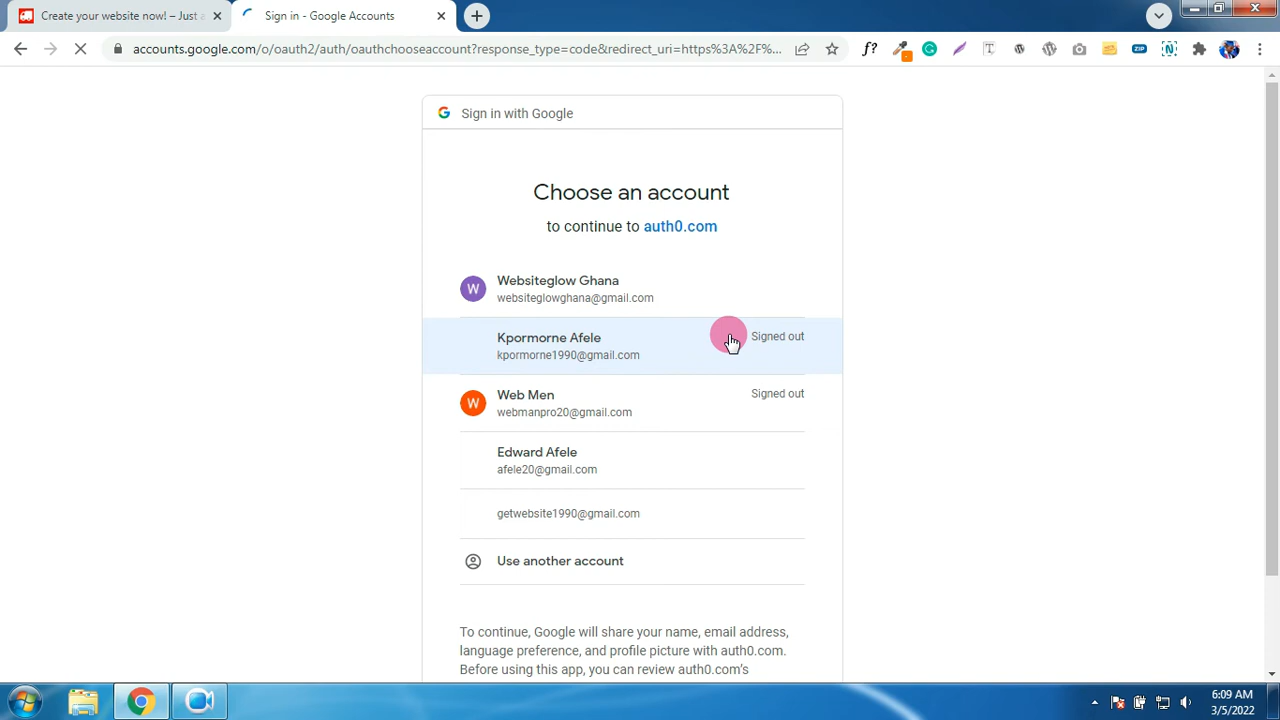 Create your website now! – Just a
Sign in - Google Accounts
accounts.google.com/o/oauth2/auth/oauthchooseaccount?response_type=code&redirect_uri=https%3A%2F%...
f?
T
ZIP
N
G Sign in with Google
Choose an account
to continue to auth0.com
W
Websiteglow Ghana
websiteglowghana@gmail.com
Kpormorne Afele
Signed out
kpormorne1990@gmail.com
W
Web Men
Signed out
webmanpro20@gmail.com
Edward Afele
afele20@gmail.com
getwebsite1990@gmail.com
Use another account
To continue, Google will share your name, email address,
language preference, and profile picture with auth0.com.
Before using this app, you can review auth0.com's
6:09 AM
3/5/2022